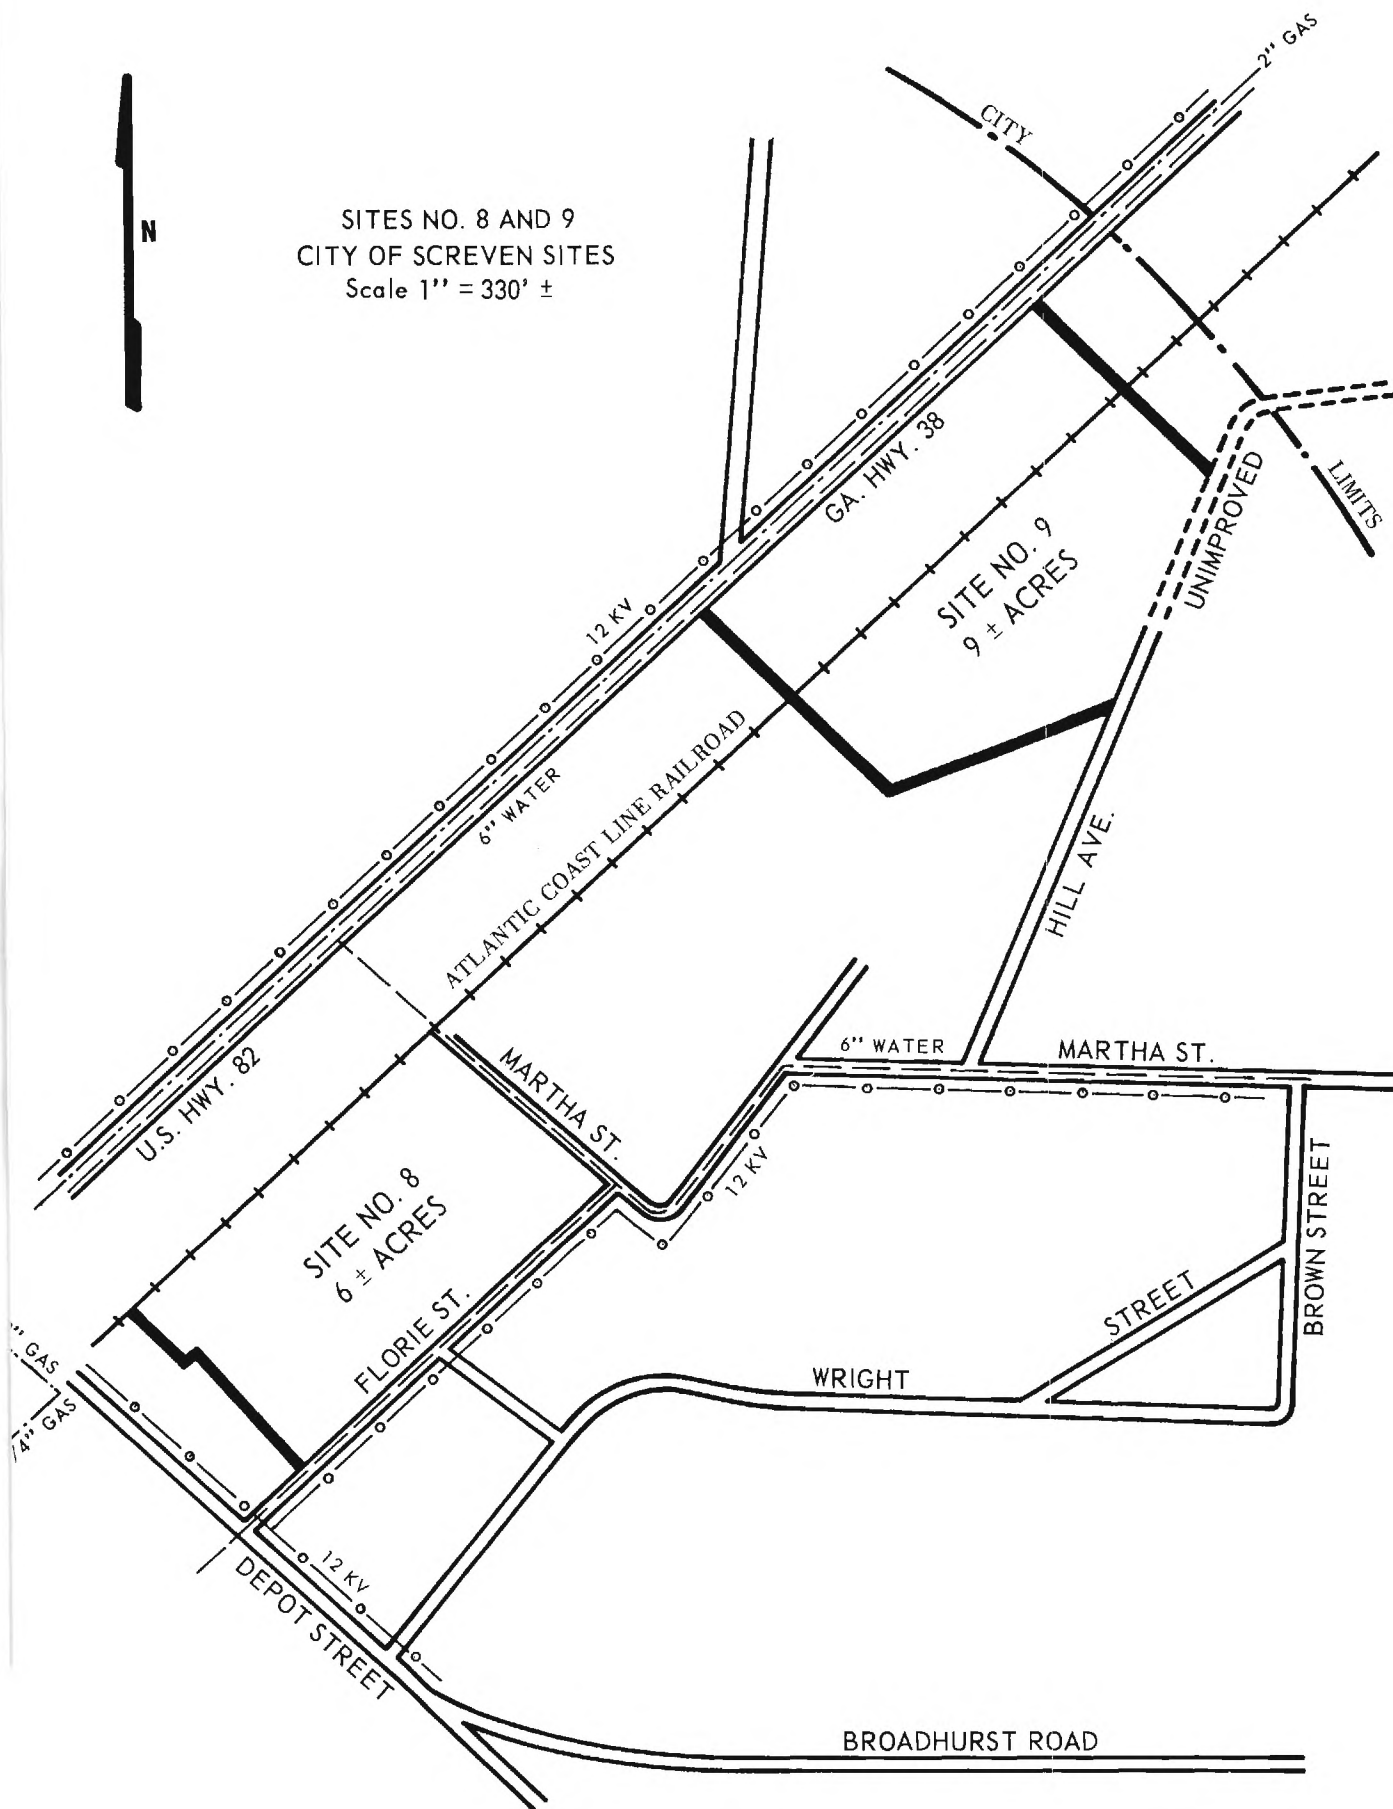 2" GAS
CITY
N
SITES NO. 8 AND 9
CITY OF SCREVEN SITES
Scale 1" = 330' ±
GA. HWY. 38
LIMITS
UNIMPROVED
SITE NO. 9
9 ± ACRES
12 KV
6" WATER
ATLANTIC COAST LINE RAILROAD
HILL AVE.
U.S. HWY. 82
MARTHA ST.
6" WATER
MARTHA ST.
12 KV
SITE NO. 8
6 ± ACRES
BROWN STREET
STREET
FLORIE ST.
WRIGHT
GAS
GAS
12 KV
DEPOT STREET
BROADHURST ROAD